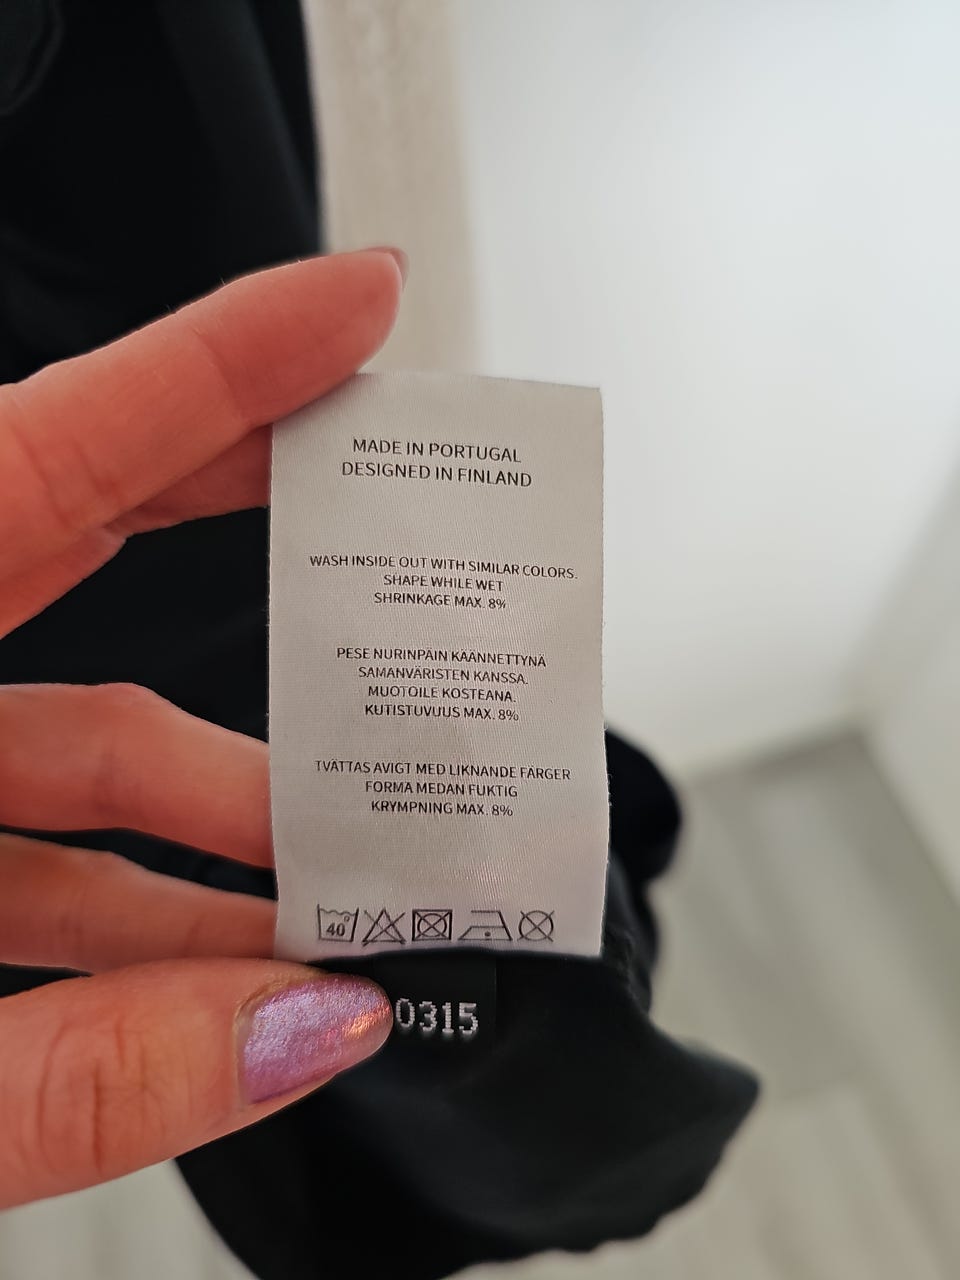 MADE IN PORTUGAL
DESIGNED IN FINLAND
WASH INSIDE OUT WITH SIMILAR COLORS.
SHAPE WHILE WET
SHRINKAGE MAX. 8%
PESE NURINPÄIN KÄÄNNETTYNÄ
SAMANVÄRISTEN KANSSA.
MUOTOILE KOSTEANA.
KUTISTUVUUS MAX. 8%
TVÄTTAS AVIGT MED LIKNANDE FÄRGER
FORMA MEDAN FUKTIG
KRYMPNING MAX. 8%
40°
0315